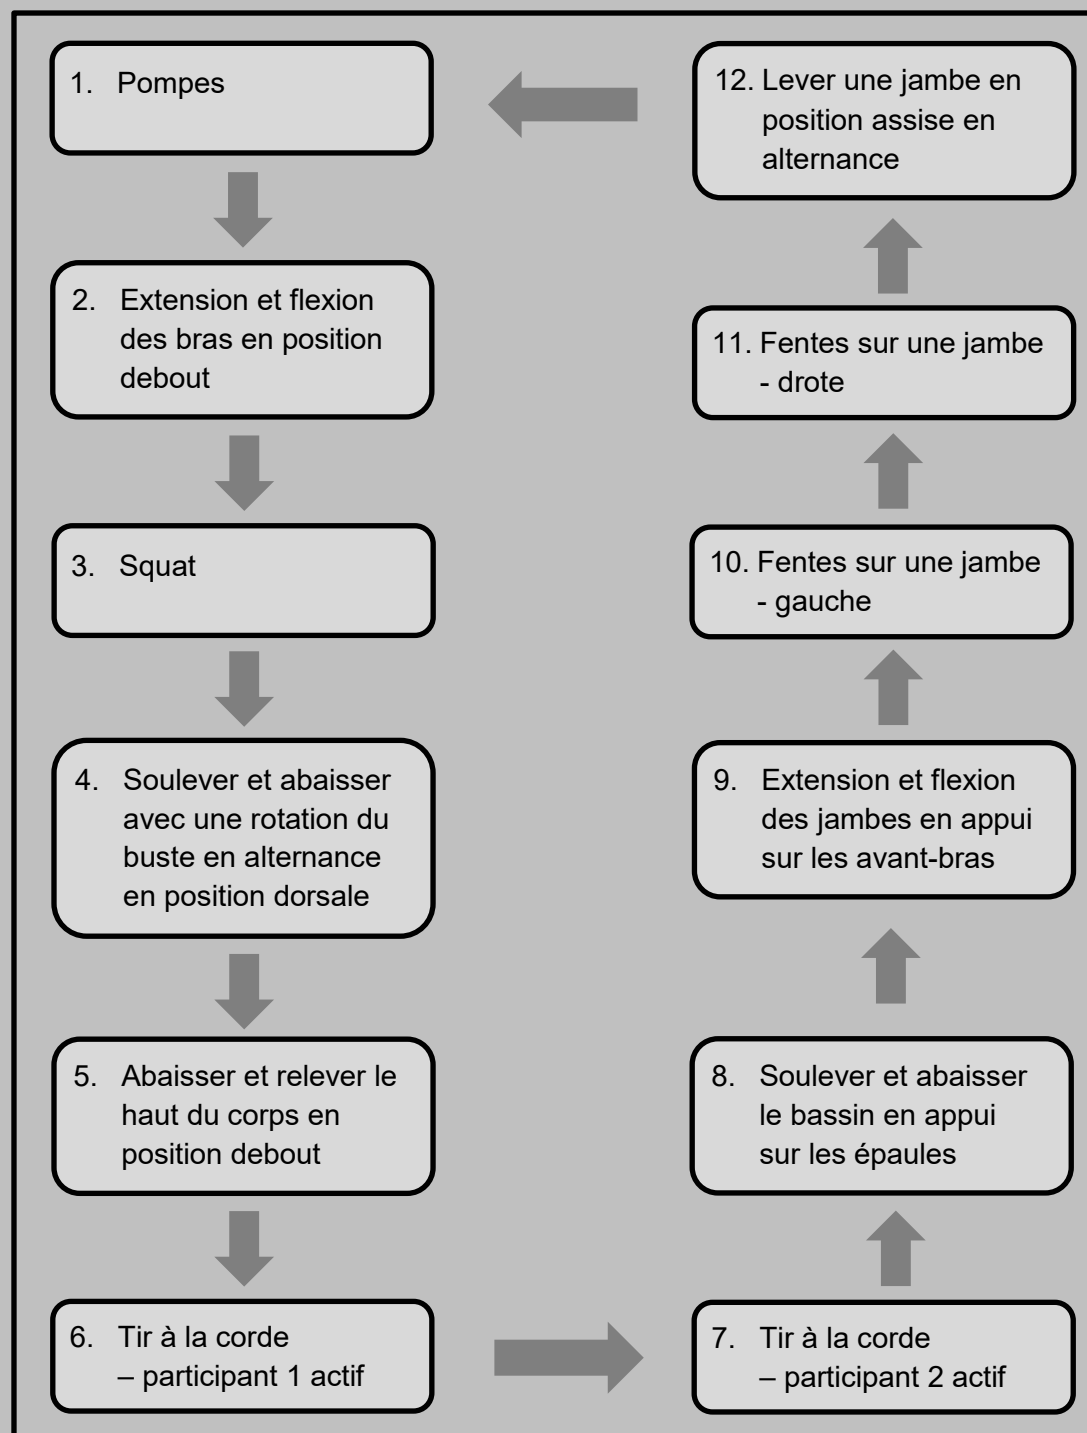 1. Pompes
2. Extension et flexion
des bras en position
debout
3. Squat
4. Soulever et abaisser
avec une rotation du
buste en alternance
en position dorsale
5. Abaisser et relever le
haut du corps en
position debout
6. Tir à la corde
– participant 1 actif
7. Tir à la corde
– participant 2 actif
8. Soulever et abaisser
le bassin en appui
sur les épaules
9. Extension et flexion
des jambes en appui
sur les avant-bras
10. Fentes sur une jambe
- gauche
11. Fentes sur une jambe
- drote
12. Lever une jambe en
position assise en
alternance